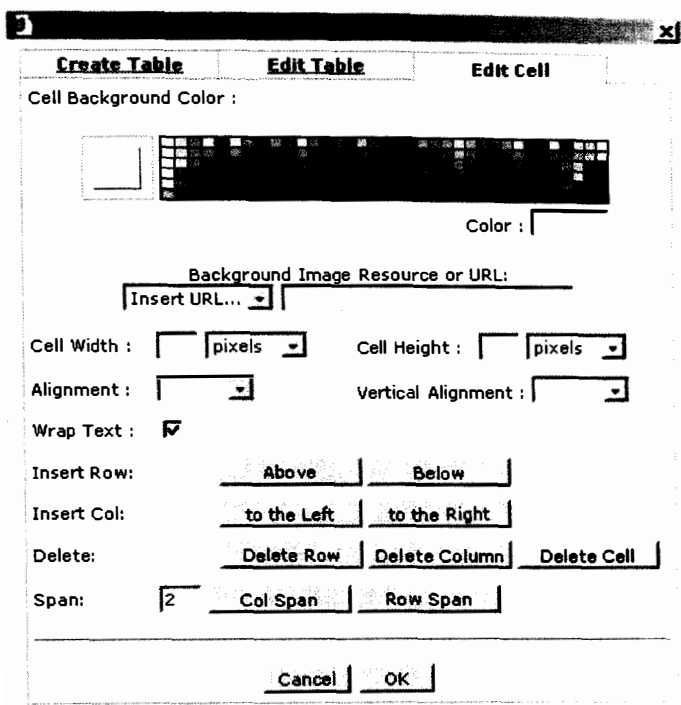 Create Table Edit Table Edit Cell
Cell Background Color :
Color :
Background Image Resource or URL:
Insert URL...
Cell Width : pixels Cell Height : pixels
Alignment : Vertical Alignment :
Wrap Text :
Insert Row: Above Below
Insert Col: to the Left to the Right
Delete: Delete Row Delete Column Delete Cell
Span: 2 Col Span Row Span
Cancel OK